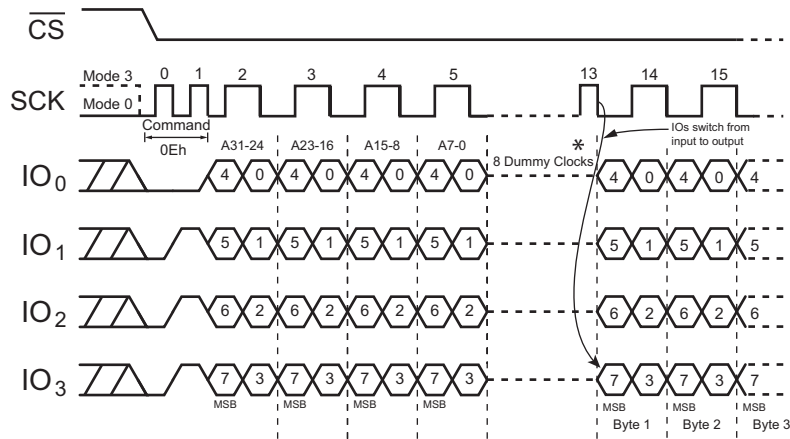 CS
Mode 3 0 1 2 3 4 5 13 14 15
SCK Mode 0
Command
0Eh
A31-24 A23-16 A15-8 A7-0
IOs switch from
input to output
*
8 Dummy Clocks
IO0 4 0 4 0 4 0 4 0 4 0 4 0 4
IO1 5 1 5 1 5 1 5 1 5 1 5 1 5
IO2 6 2 6 2 6 2 6 2 6 2 6 2 6
IO3 7 3 7 3 7 3 7 3 7 3 7 3 7
MSB MSB MSB MSB MSB MSB MSB
Byte 1 Byte 2 Byte 3